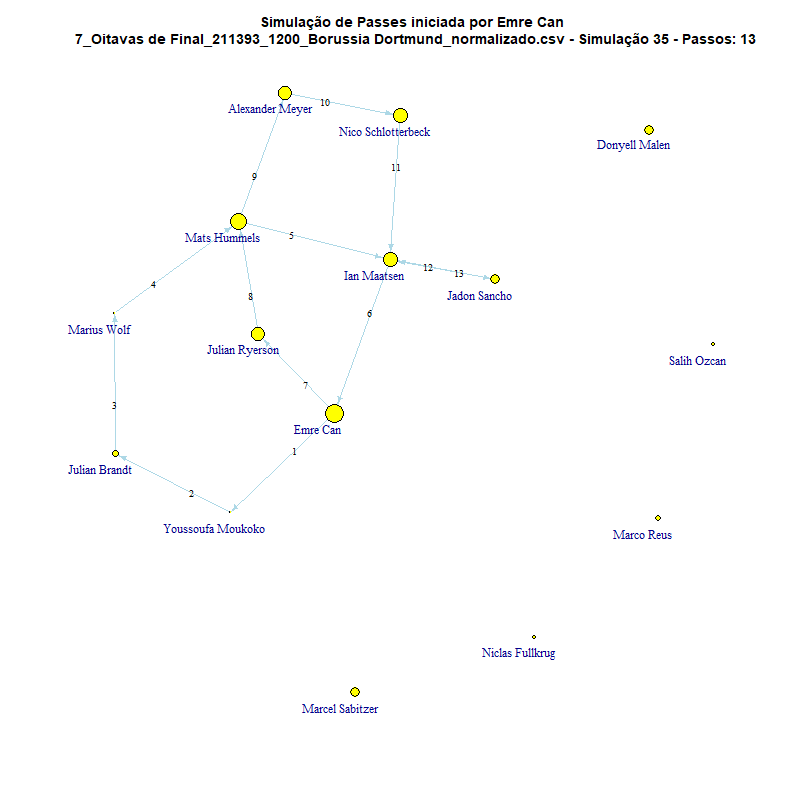 Simulação de Passes iniciada por Emre Can
7_Oitavas de Final_211393_1200_Borussia Dortmund_normalizado.csv - Simulação 35 - Passos: 13
Alexander Meyer
10
Nico Schlotterbeck
Donyell Malen
11
9
Mats Hummels
5
Ian Maatsen
12
13
Jadon Sancho
4
8
6
Marius Wolf
Julian Ryerson
Salih Ozcan
7
3
Emre Can
1
Julian Brandt
2
Youssoufa Moukoko
Marco Reus
Niclas Fullkrug
Marcel Sabitzer